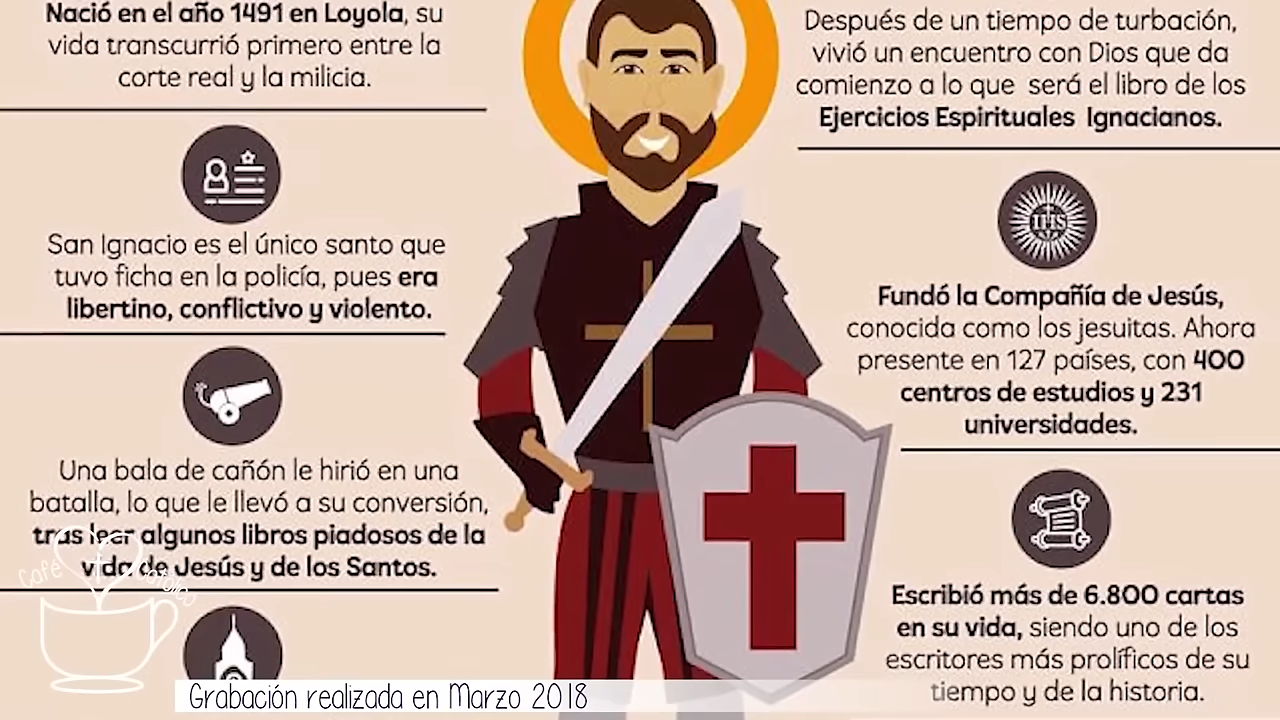 Nació en el año 1491 en Loyola, su
vida transcurrió primero entre la
corte real y la milicia.
San Ignacio es el único santo que
tuvo ficha en la policía, pues era
libertino, conflictivo y violento.
Una bala de cañón le hirió en una
batalla, lo que le llevó a su conversión,
tras leer algunos libros piadosos de la
vida de Jesús y de los Santos.
Después de un tiempo de turbación,
vivió un encuentro con Dios que da
comienzo a lo que será el libro de los
Ejercicios Espirituales Ignacianos.
IHS
Fundó la Compañía de Jesús,
conocida como los jesuitas. Ahora
presente en 127 países, con 400
centros de estudios y 231
universidades.
Escribió más de 6.800 cartas
en su vida, siendo uno de los
escritores más prolíficos de su
tiempo y de la historia.
Café Católico
Grabación realizada en Marzo 2018